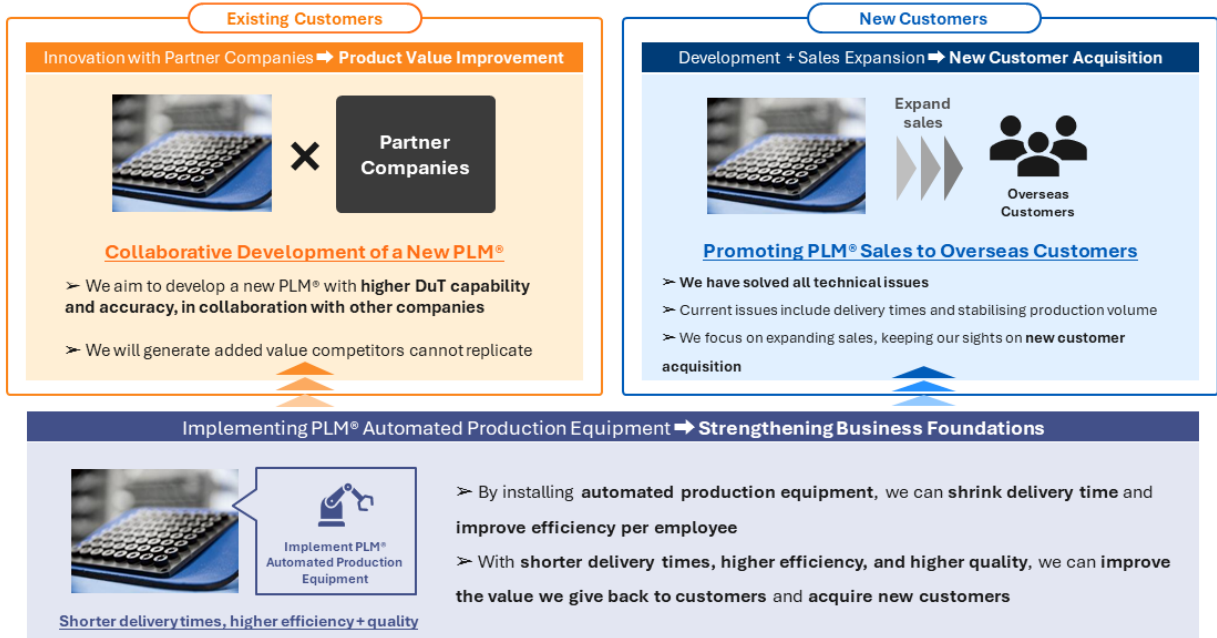 Existing Customers
Innovation with Partner Companies ➡ Product Value Improvement
Partner
Companies
Collaborative Development of a New PLM®
➢ We aim to develop a new PLM® with higher DuT capability
and accuracy, in collaboration with other companies
➢ We will generate added value competitors cannot replicate
New Customers
Development + Sales Expansion ➡ New Customer Acquisition
Expand
sales
Overseas
Customers
Promoting PLM® Sales to Overseas Customers
➢ We have solved all technical issues
➢ Current issues include delivery times and stabilising production volume
➢ We focus on expanding sales, keeping our sights on new customer
acquisition
Implementing PLM® Automated Production Equipment ➡ Strengthening Business Foundations
Implement PLM®
Automated Production
Equipment
Shorter delivery times, higher efficiency + quality
➢ By installing automated production equipment, we can shrink delivery time and
improve efficiency per employee
➢ With shorter delivery times, higher efficiency, and higher quality, we can improve
the value we give back to customers and acquire new customers